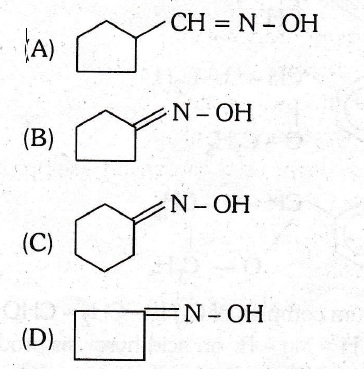 (A) CH = N – OH
(B) N – OH
(C) N – OH
(D) N – OH